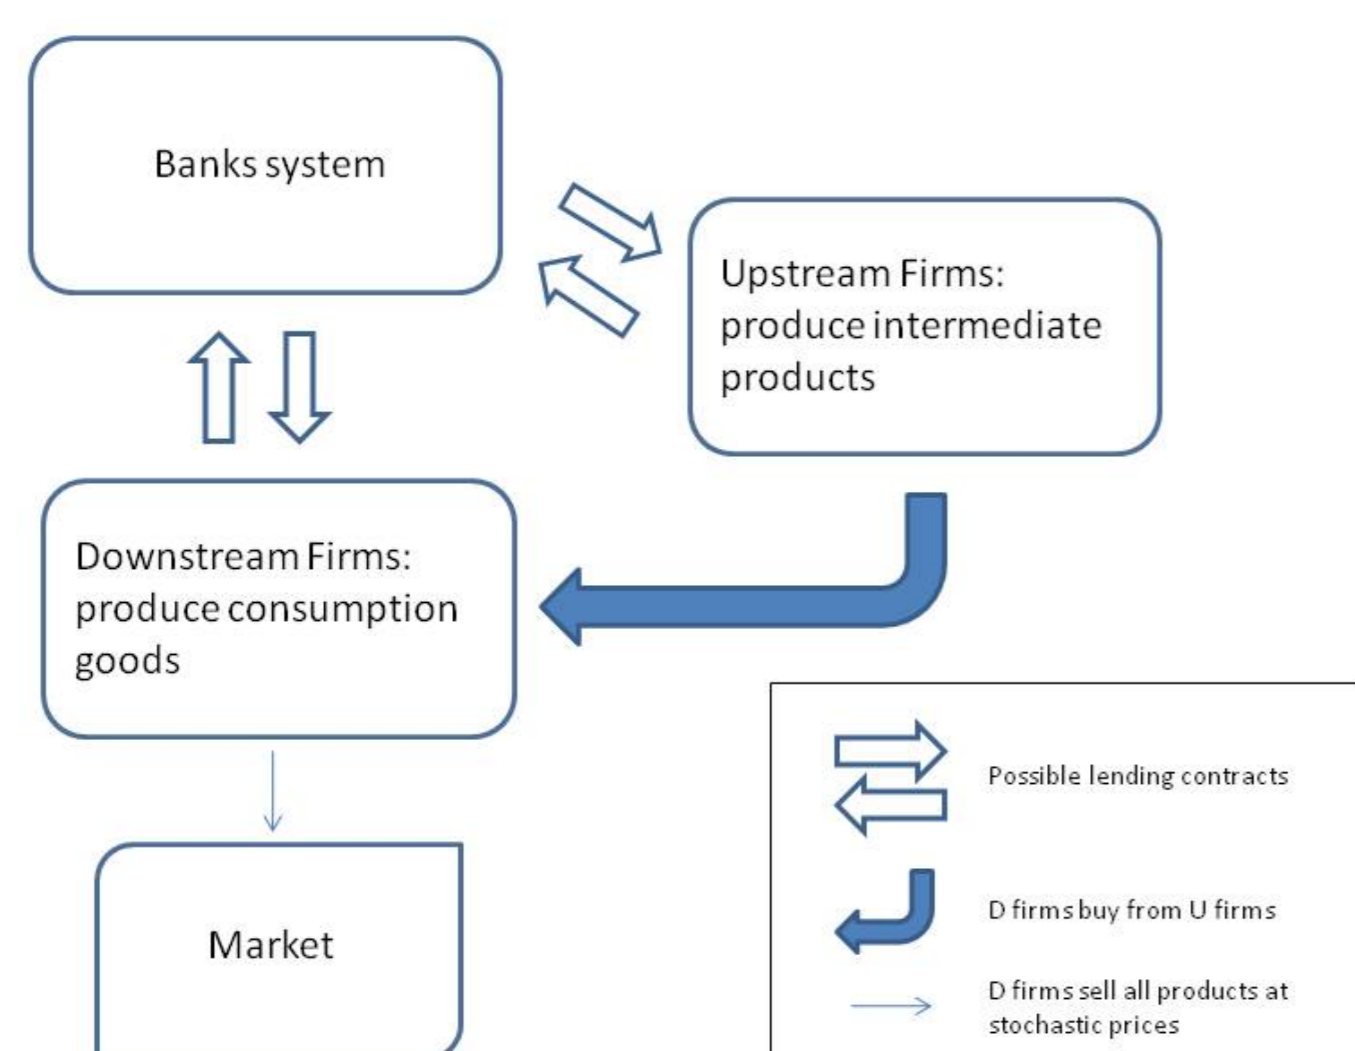 Banks system
Upstream Firms:
produce intermediate
products
Downstream Firms:
produce consumption
goods
Market
Possible lending contracts
D firms buy from U firms
D firms sell all products at
stochastic prices